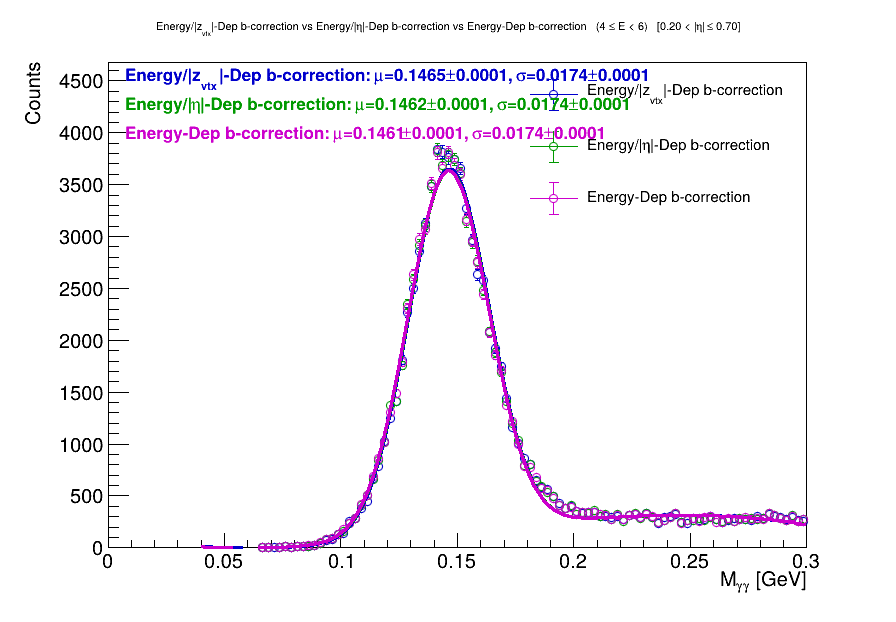 Energy/|z_vtx|-Dep b-correction vs Energy/|η|-Dep b-correction vs Energy-Dep b-correction (4 ≤ E < 6) [0.20 < |η| ≤ 0.70]
Counts
Energy/|z_vtx|-Dep b-correction: μ=0.1465±0.0001, σ=0.0174±0.0001
Energy/|η|-Dep b-correction: μ=0.1462±0.0001, σ=0.0174±0.0001
Energy-Dep b-correction: μ=0.1461±0.0001, σ=0.0174±0.0001
Energy/|z_vtx|-Dep b-correction
Energy/|η|-Dep b-correction
Energy-Dep b-correction
4500
4000
3500
3000
2500
2000
1500
1000
500
0
0 0.05 0.1 0.15 0.2 0.25 0.3
M_γγ [GeV]